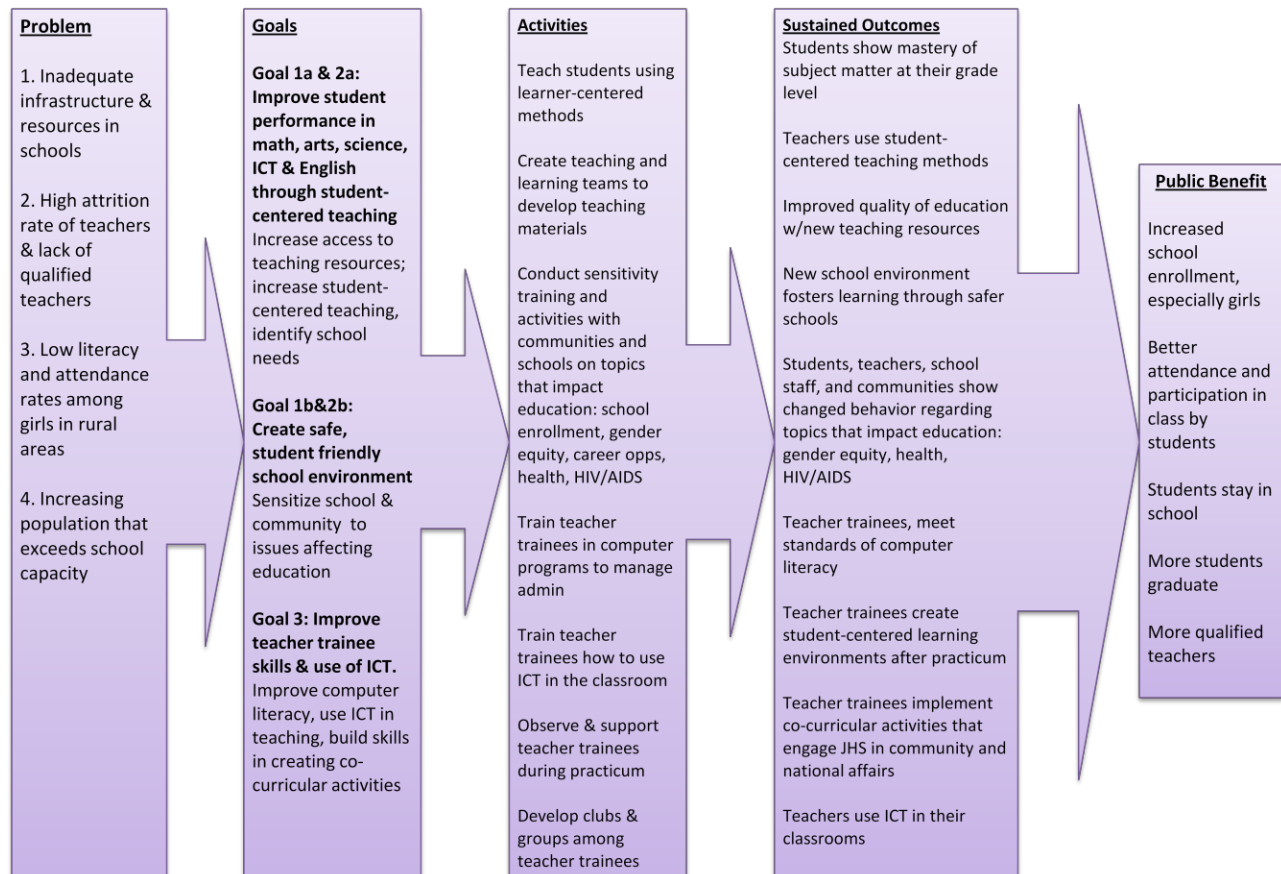 Problem
1. Inadequate
infrastructure &
resources in
schools
2. High attrition
rate of teachers
& lack of
qualified
teachers
3. Low literacy
and attendance
rates among
girls in rural
areas
4. Increasing
population that
exceeds school
capacity
Goals
Goal 1a & 2a:
Improve student
performance in
math, arts, science,
ICT & English
through student-
centered teaching
Increase access to
teaching resources;
increase student-
centered teaching,
identify school
needs
Goal 1b&2b:
Create safe,
student friendly
school environment
Sensitize school &
community to
issues affecting
education
Goal 3: Improve
teacher trainee
skills & use of ICT.
Improve computer
literacy, use ICT in
teaching, build skills
in creating co-
curricular activities
Activities
Teach students using
learner-centered
methods
Create teaching and
learning teams to
develop teaching
materials
Conduct sensitivity
training and
activities with
communities and
schools on topics
that impact
education: school
enrollment, gender
equity, career opps,
health, HIV/AIDS
Train teacher
trainees in computer
programs to manage
admin
Train teacher
trainees how to use
ICT in the classroom
Observe & support
teacher trainees
during practicum
Develop clubs &
groups among
teacher trainees
Sustained Outcomes
Students show mastery of
subject matter at their grade
level
Teachers use student-
centered teaching methods
Improved quality of education
w/new teaching resources
New school environment
fosters learning through safer
schools
Students, teachers, school
staff, and communities show
changed behavior regarding
topics that impact education:
gender equity, health,
HIV/AIDS
Teacher trainees, meet
standards of computer
literacy
Teacher trainees create
student-centered learning
environments after practicum
Teacher trainees implement
co-curricular activities that
engage JHS in community and
national affairs
Teachers use ICT in their
classrooms
Public Benefit
Increased
school
enrollment,
especially girls
Better
attendance and
participation in
class by
students
Students stay in
school
More students
graduate
More qualified
teachers